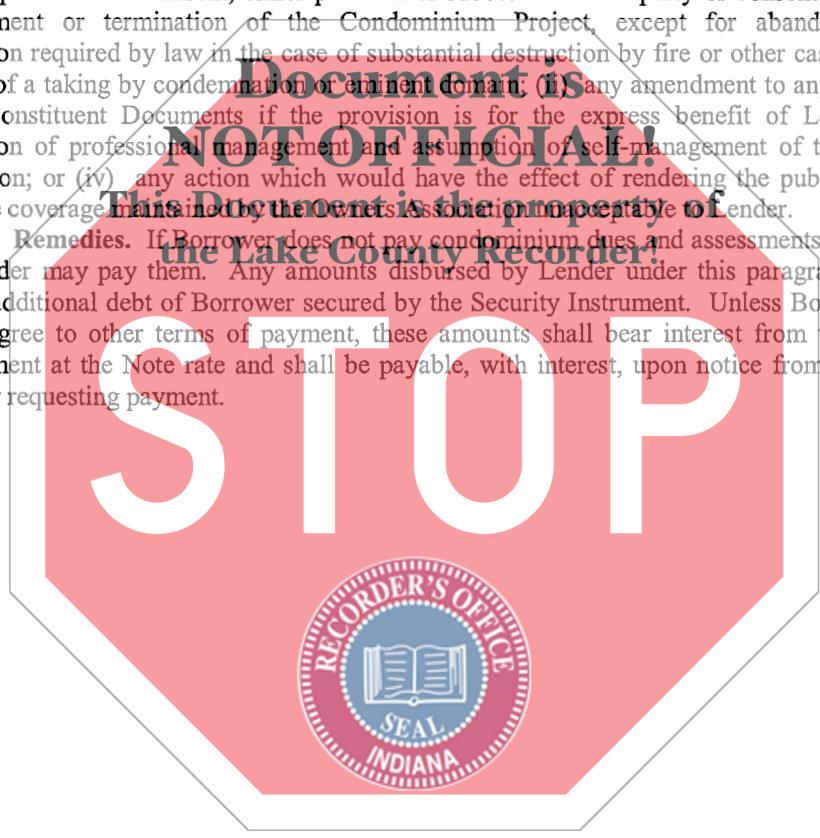 ment or termination of the Condominium Project, except for aband
on required by law in the case of substantial destruction by fire or other cas
of a taking by condemnation or eminent domain; (ii) any amendment to any
onstituent Documents if the provision is for the express benefit of L
on of professional management and assumption of self-management of t
on; or (iv) any action which would have the effect of rendering the pub
coverage maintained by the Owners Association unacceptable to Lender.
Remedies. If Borrower does not pay condominium dues and assessments
der may pay them. Any amounts disbursed by Lender under this paragra
dditional debt of Borrower secured by the Security Instrument. Unless Bo
gree to other terms of payment, these amounts shall bear interest from
ment at the Note rate and shall be payable, with interest, upon notice from
requesting payment.
Document is
NOT OFFICIAL!
This Document is the property of
the Lake County Recorder!
STOP
RECORDER'S OFFICE
SEAL
INDIANA